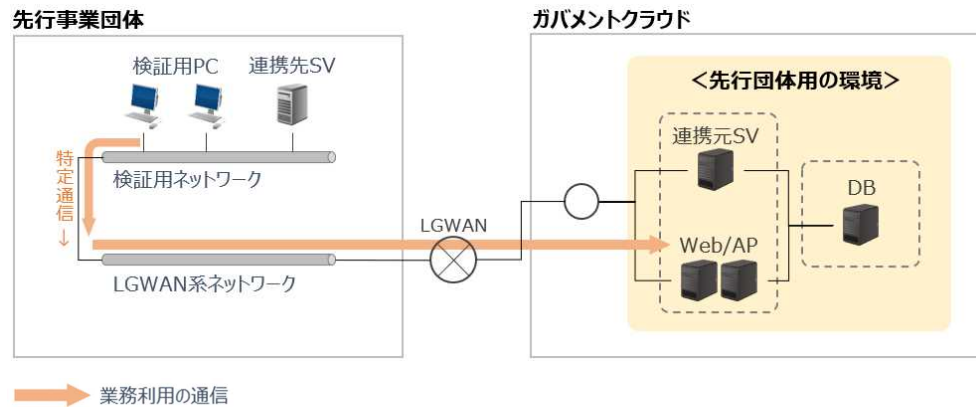 先行事業団体
ガバメントクラウド
検証用PC
連携先SV
<先行団体用の環境>
連携元SV
特定通信→
検証用ネットワーク
DB
LGWAN
Web/AP
LGWAN系ネットワーク
業務利用の通信